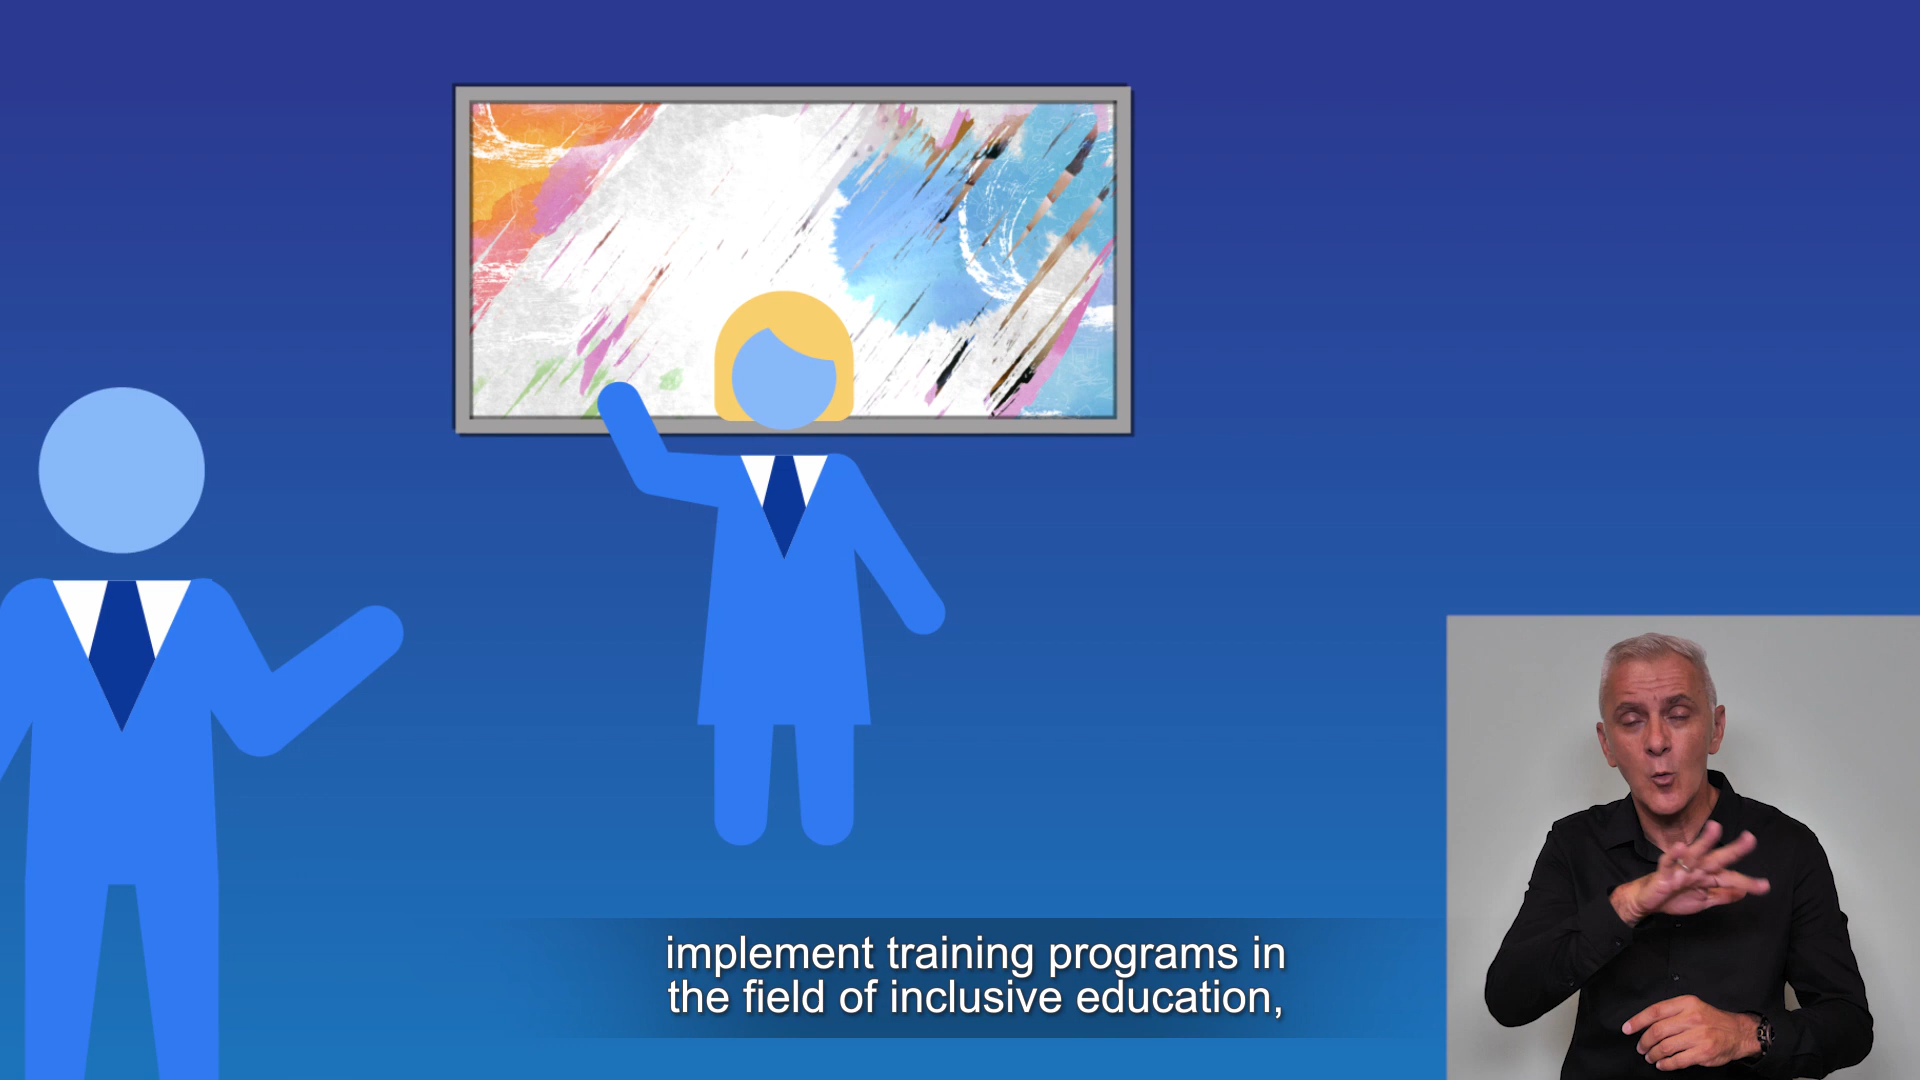 implement training programs in
the field of inclusive education,